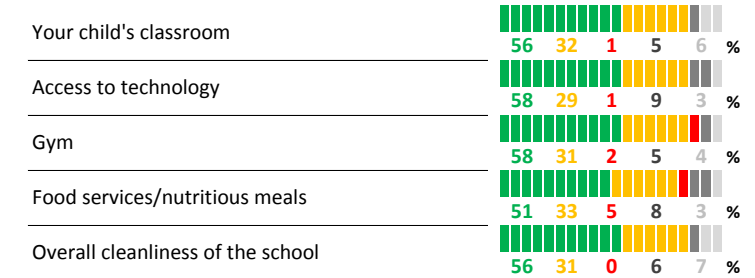 Your child's classroom
56 32 1 5 6 %
Access to technology
58 29 1 9 3 %
Gym
58 31 2 5 4 %
Food services/nutritious meals
51 33 5 8 3 %
Overall cleanliness of the school
56 31 0 6 7 %